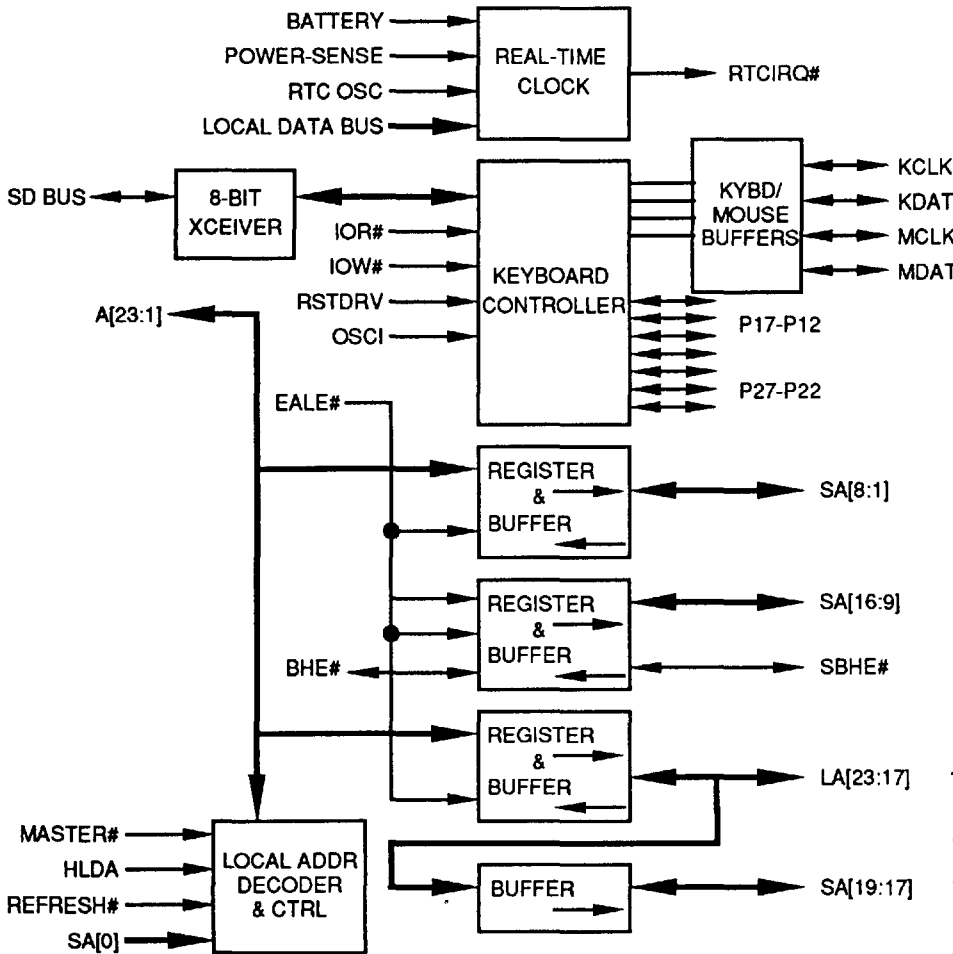 BATTERY
POWER-SENSE
RTC OSC
LOCAL DATA BUS
REAL-TIME
CLOCK
RTCIRQ#
SD BUS
8-BIT
XCEIVER
IOR#
IOW#
RSTDRV
OSCI
KEYBOARD
CONTROLLER
KYBD/
MOUSE
BUFFERS
KCLK
KDAT
MCLK
MDAT
P17-P12
P27-P22
A[23:1]
EALE#
REGISTER
&
BUFFER
SA[8:1]
REGISTER
&
BUFFER
SA[16:9]
BHE#
SBHE#
REGISTER
&
BUFFER
LA[23:17]
MASTER#
HLDA
REFRESH#
SA[0]
LOCAL ADDR
DECODER
& CTRL
BUFFER
SA[19:17]